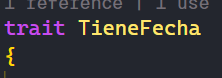 1 reference | 1 use
trait TieneFecha
{